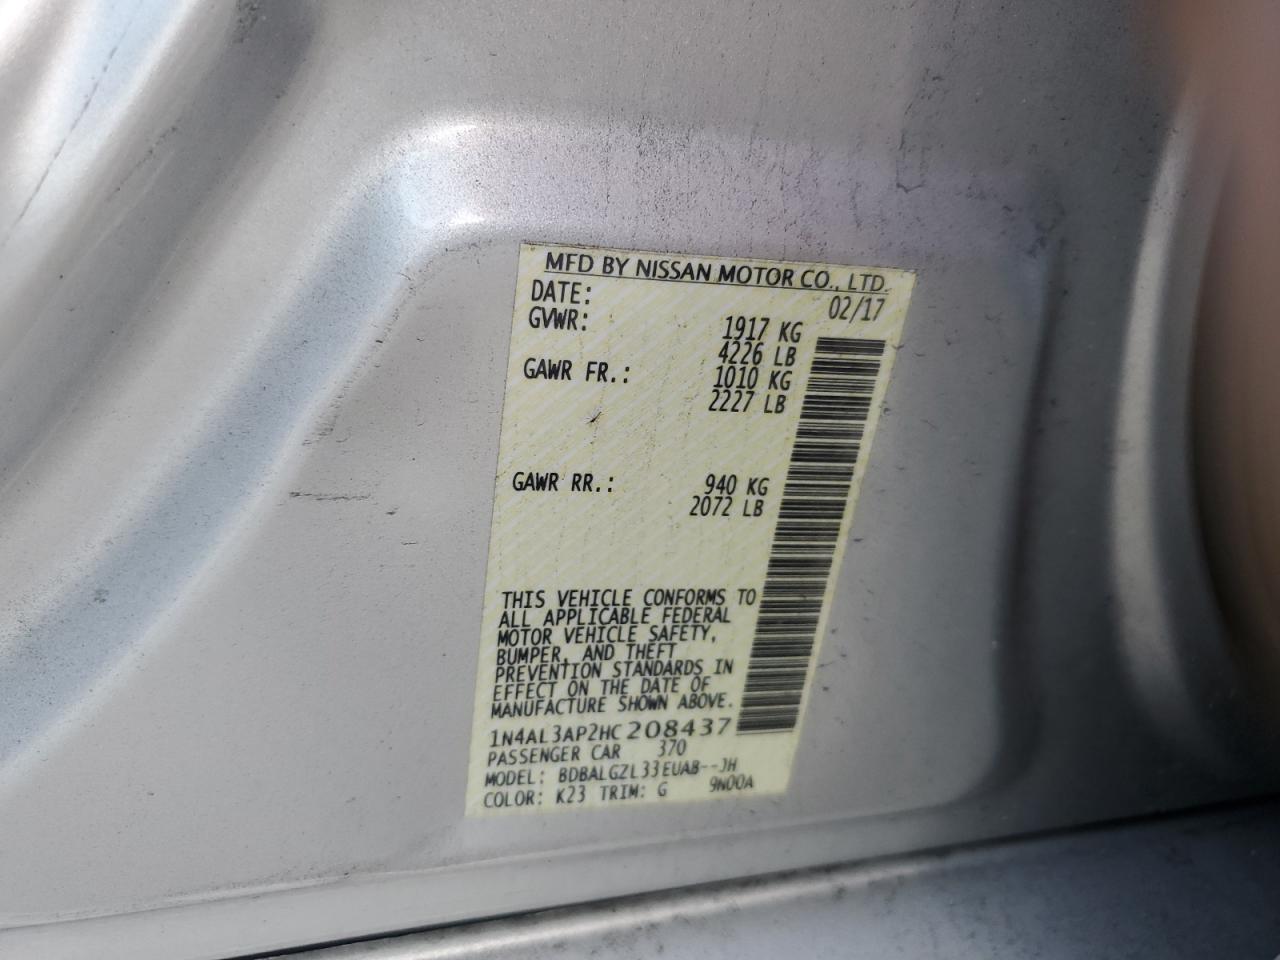 MFD BY NISSAN MOTOR CO., LTD.
DATE: 02/17
GVWR: 1917 KG
4226 LB
GAWR FR.: 1010 KG
2227 LB
GAWR RR.: 940 KG
2072 LB
THIS VEHICLE CONFORMS TO
ALL APPLICABLE FEDERAL
MOTOR VEHICLE SAFETY,
BUMPER, AND THEFT
PREVENTION STANDARDS IN
EFFECT ON THE DATE OF
MANUFACTURE SHOWN ABOVE.
1N4AL3AP2HC208437
PASSENGER CAR 370
MODEL: BDBALGZL33EUAB--JH
COLOR: K23 TRIM: G 9N00A